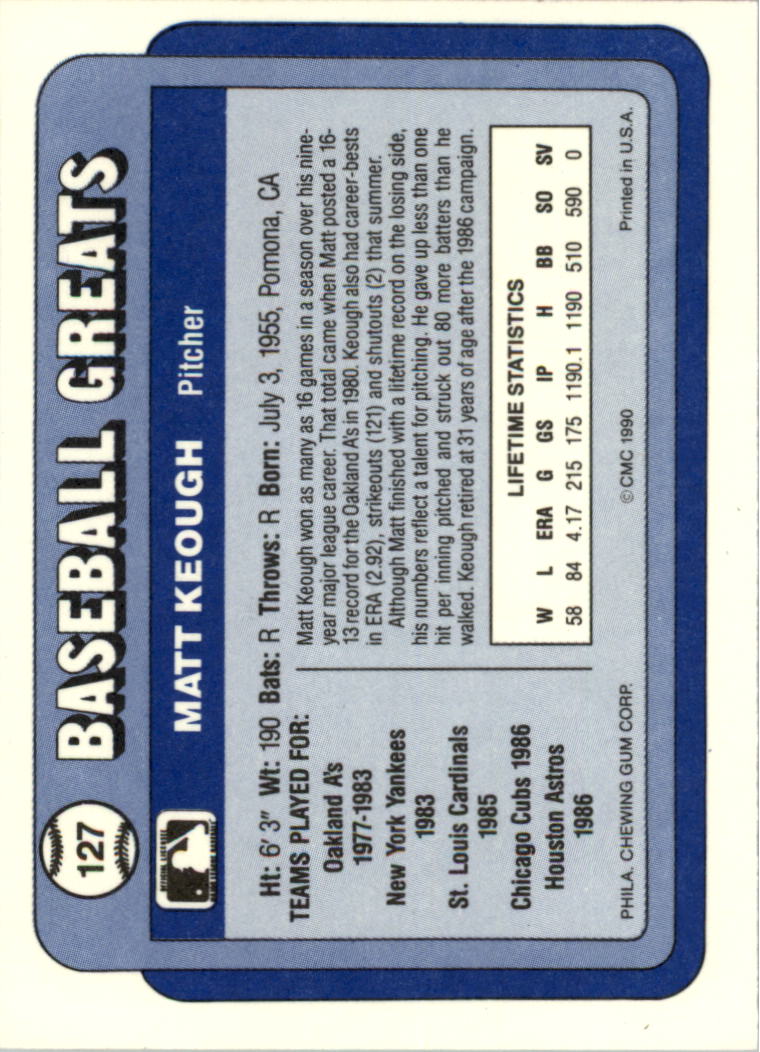 127
BASEBALL GREATS
MATT KEOUGH Pitcher
Ht: 6' 3" Wt: 190 Bats: R Throws: R Born: July 3, 1955, Pomona, CA
TEAMS PLAYED FOR:
Oakland A's
1977-1983
New York Yankees
1983
St. Louis Cardinals
1985
Chicago Cubs 1986
Houston Astros
1986
Matt Keough won as many as 16 games in a season over his nine-
year major league career. That total came when Matt posted a 16-
13 record for the Oakland A's in 1980. Keough also had career-bests
in ERA (2.92), strikeouts (121) and shutouts (2) that summer.
Although Matt finished with a lifetime record on the losing side,
his numbers reflect a talent for pitching. He gave up less than one
hit per inning pitched and struck out 80 more batters than he
walked. Keough retired at 31 years of age after the 1986 campaign.
LIFETIME STATISTICS
W L ERA G GS IP H BB SO SV
58 84 4.17 215 175 1190.1 1190 510 590 0
PHILA. CHEWING GUM CORP. © CMC 1990 Printed in U.S.A.